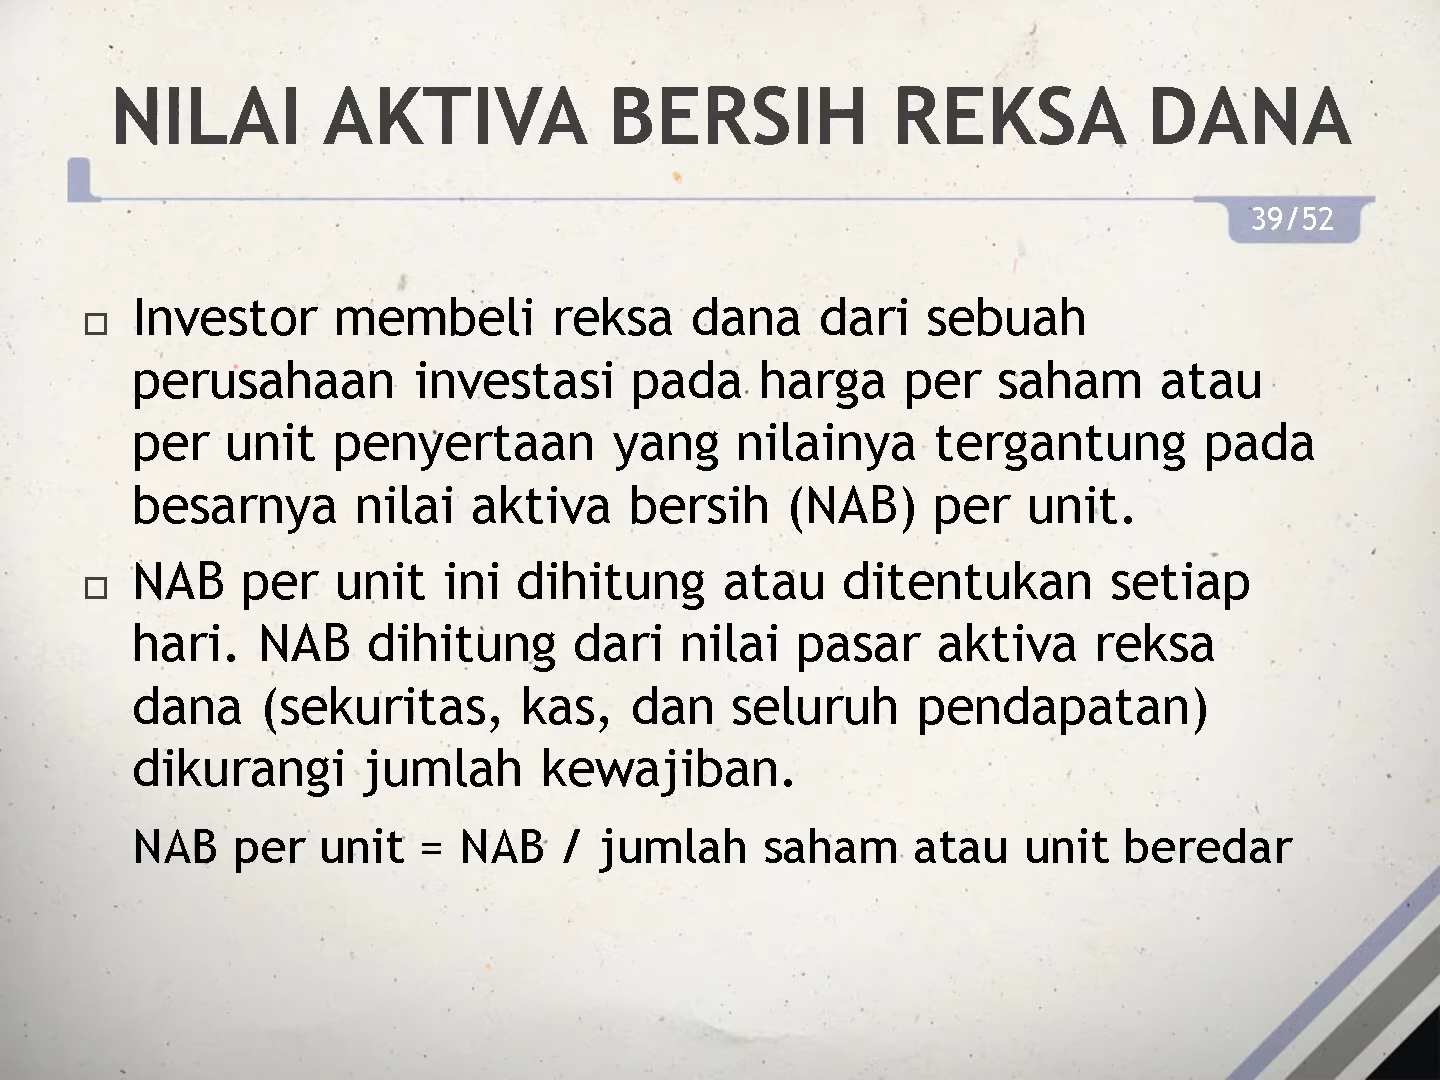 NILAI AKTIVA BERSIH REKSA DANA
39/52
Investor membeli reksa dana dari sebuah
perusahaan investasi pada harga per saham atau
per unit penyertaan yang nilainya tergantung pada
besarnya nilai aktiva bersih (NAB) per unit.
NAB per unit ini dihitung atau ditentukan setiap
hari. NAB dihitung dari nilai pasar aktiva reksa
dana (sekuritas, kas, dan seluruh pendapatan)
dikurangi jumlah kewajiban.
NAB per unit = NAB / jumlah saham atau unit beredar